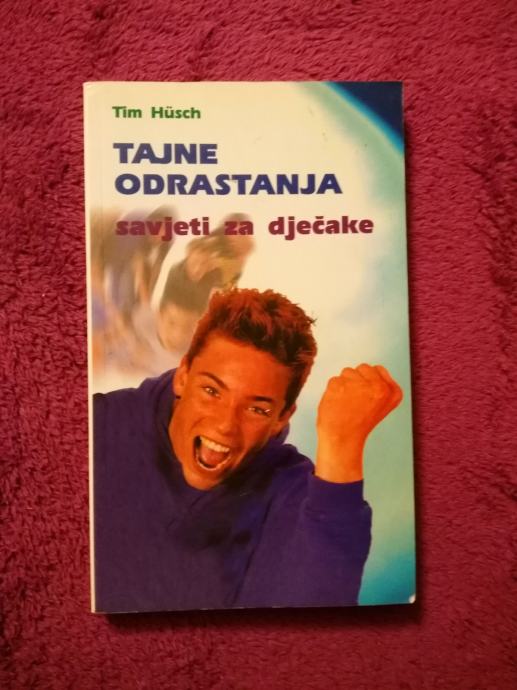 Tim Hüsch
TAJNE
ODRASTANJA
savjeti za dječake